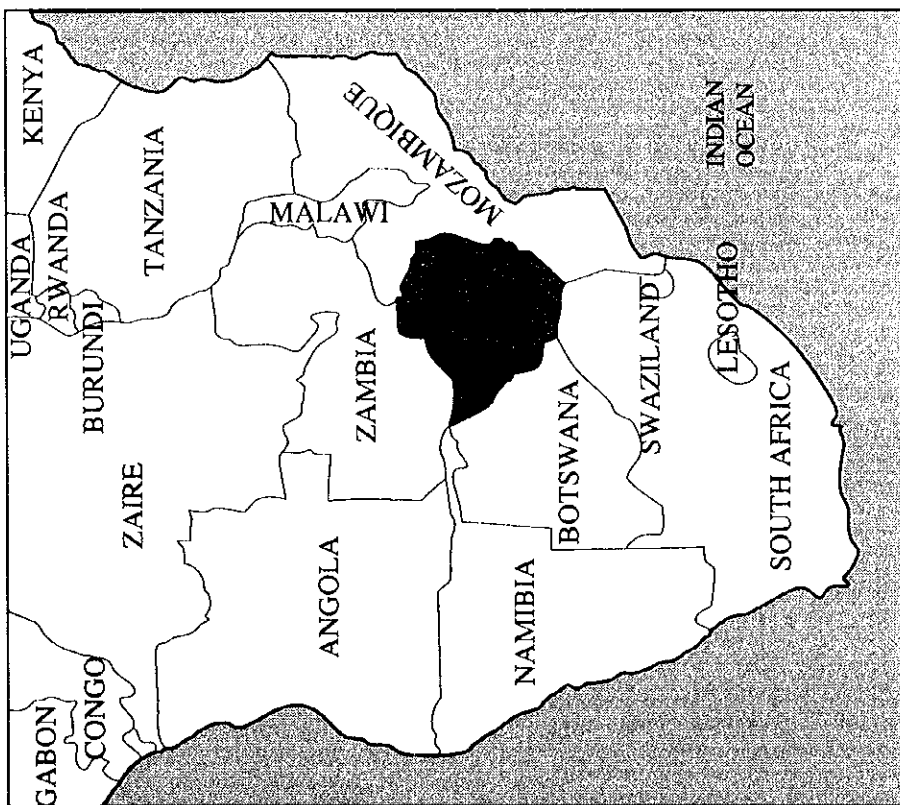 GABON
CONGO
ZAIRE
UGANDA
RWANDA
BURUNDI
KENYA
TANZANIA
ANGOLA
ZAMBIA
MALAWI
MOZAMBIQUE
NAMIBIA
BOTSWANA
SWAZILAND
LESOTHO
SOUTH AFRICA
INDIAN
OCEAN